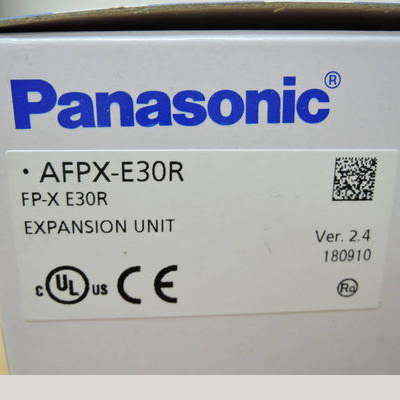 Panasonic®
· AFPX-E30R
FP-X E30R
EXPANSION UNIT
Ver. 2.4
180910
c UL US CE